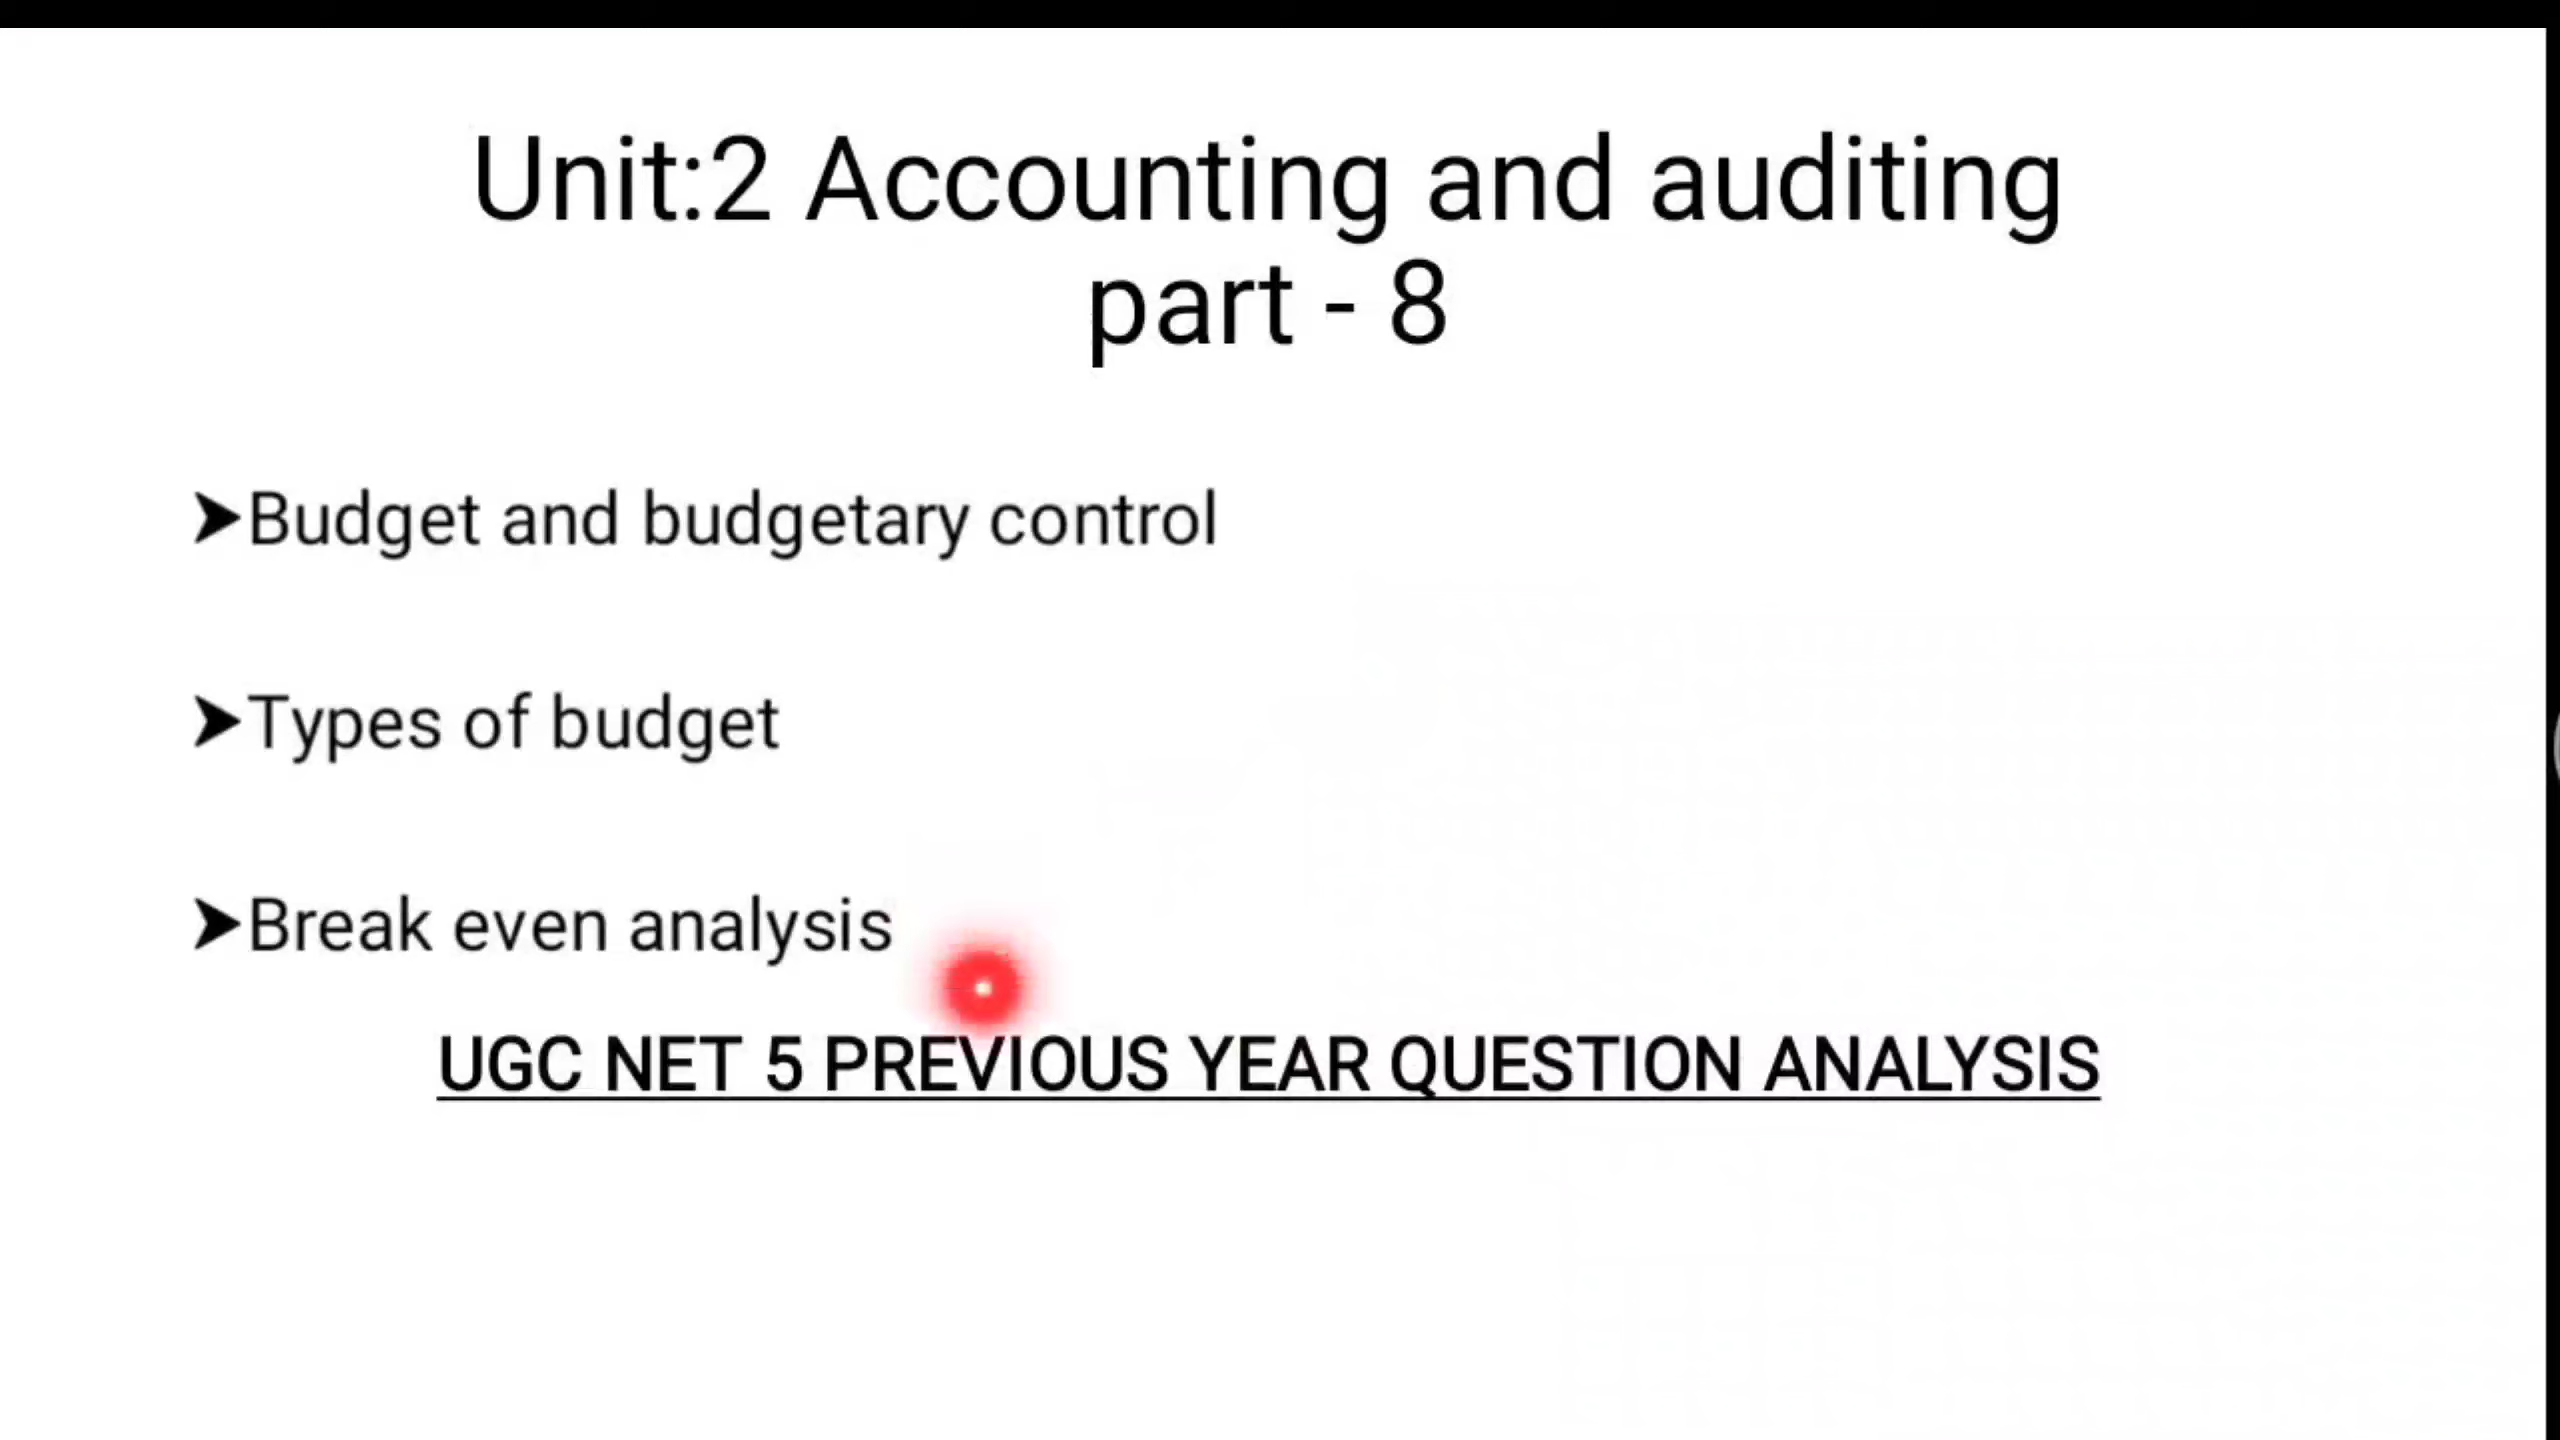 Unit:2 Accounting and auditing
part - 8
➤Budget and budgetary control
➤Types of budget
➤Break even analysis
UGC NET 5 PREVIOUS YEAR QUESTION ANALYSIS